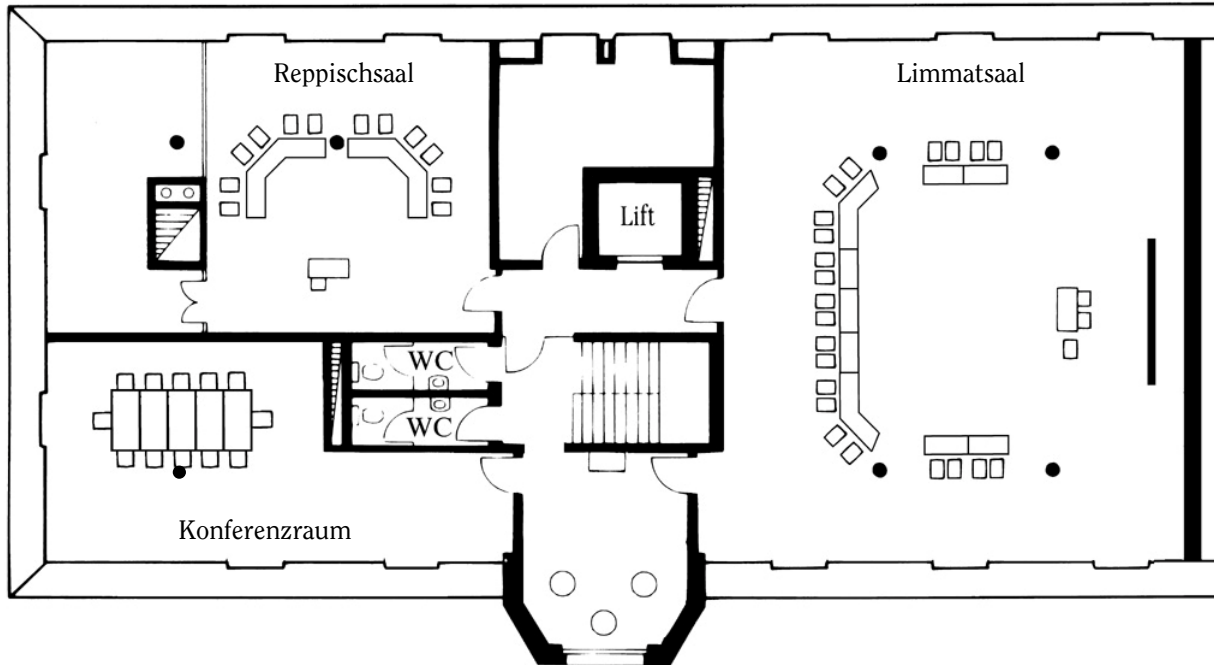 Reppischsaal
Limmatsaal
Lift
WC
WC
Konferenzraum